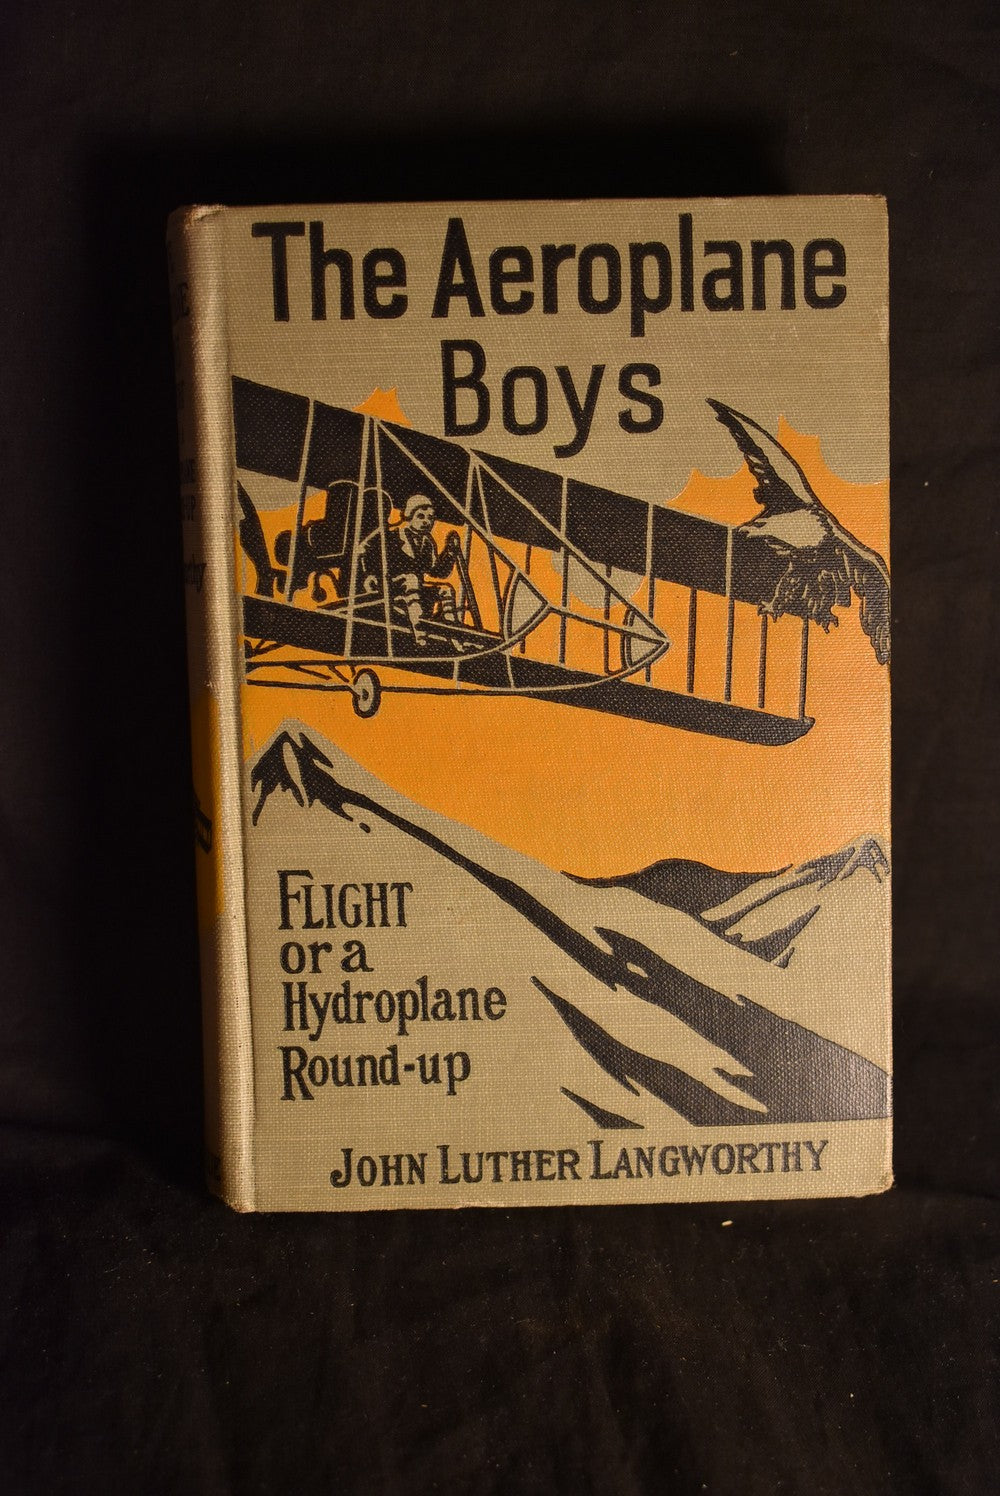 The Aeroplane
Boys
FLIGHT
or a
Hydroplane
Round-up
JOHN LUTHER LANGWORTHY